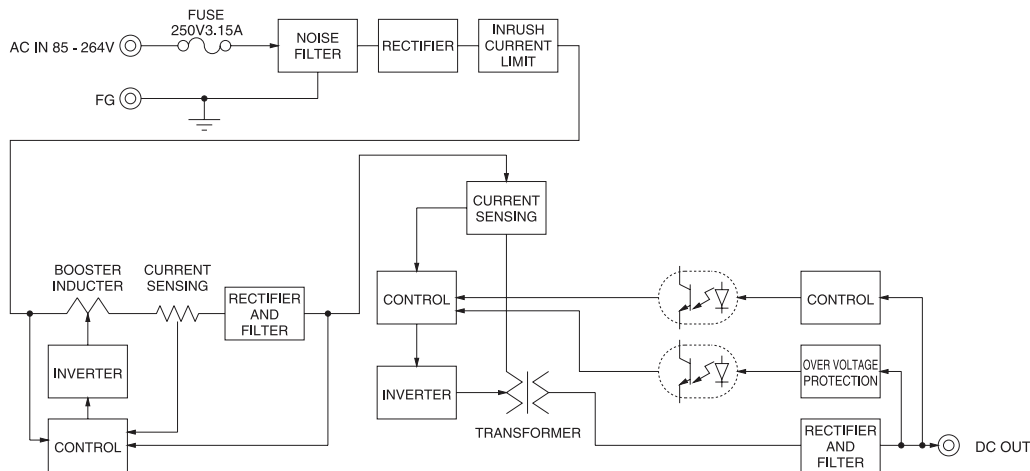 FUSE
250V3.15A
AC IN 85 - 264V
NOISE
FILTER
RECTIFIER
INRUSH
CURRENT
LIMIT
FG
CURRENT
SENSING
BOOSTER
INDUCTER
CURRENT
SENSING
RECTIFIER
AND
FILTER
CONTROL
CONTROL
INVERTER
INVERTER
OVER VOLTAGE
PROTECTION
TRANSFORMER
CONTROL
RECTIFIER
AND
FILTER
DC OUT